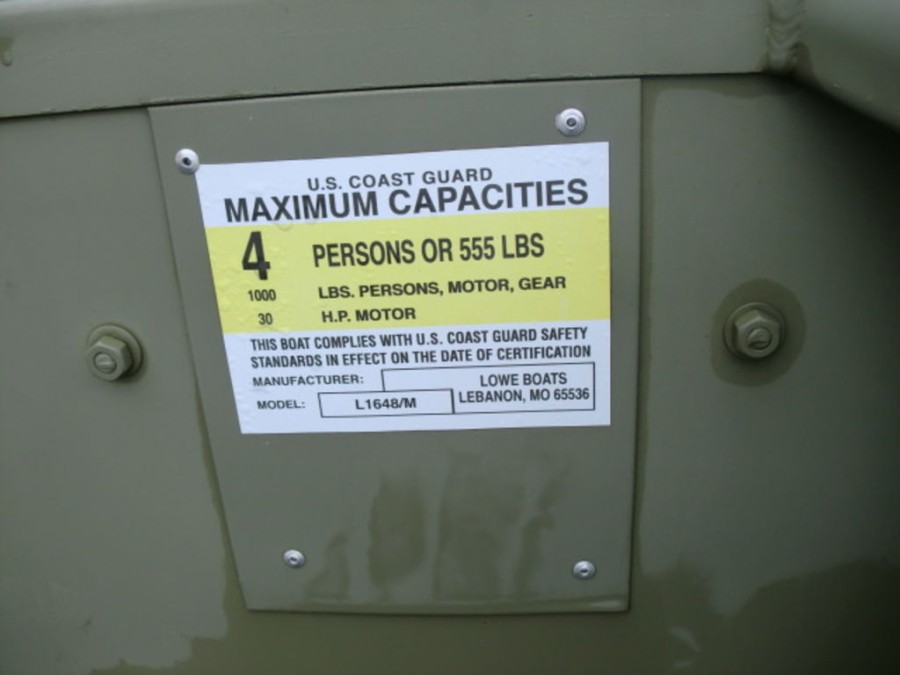 U.S. COAST GUARD
MAXIMUM CAPACITIES
4 PERSONS OR 555 LBS
1000 LBS. PERSONS, MOTOR, GEAR
30 H.P. MOTOR
THIS BOAT COMPLIES WITH U.S. COAST GUARD SAFETY
STANDARDS IN EFFECT ON THE DATE OF CERTIFICATION
MANUFACTURER: LOWE BOATS
MODEL: L1648/M LEBANON, MO 65536